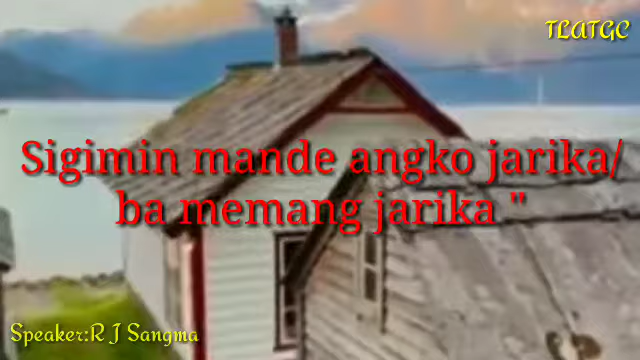 TLATGC
Sigimin mande angko jarika/
ba memang jarika "
Speaker:R J Sangma